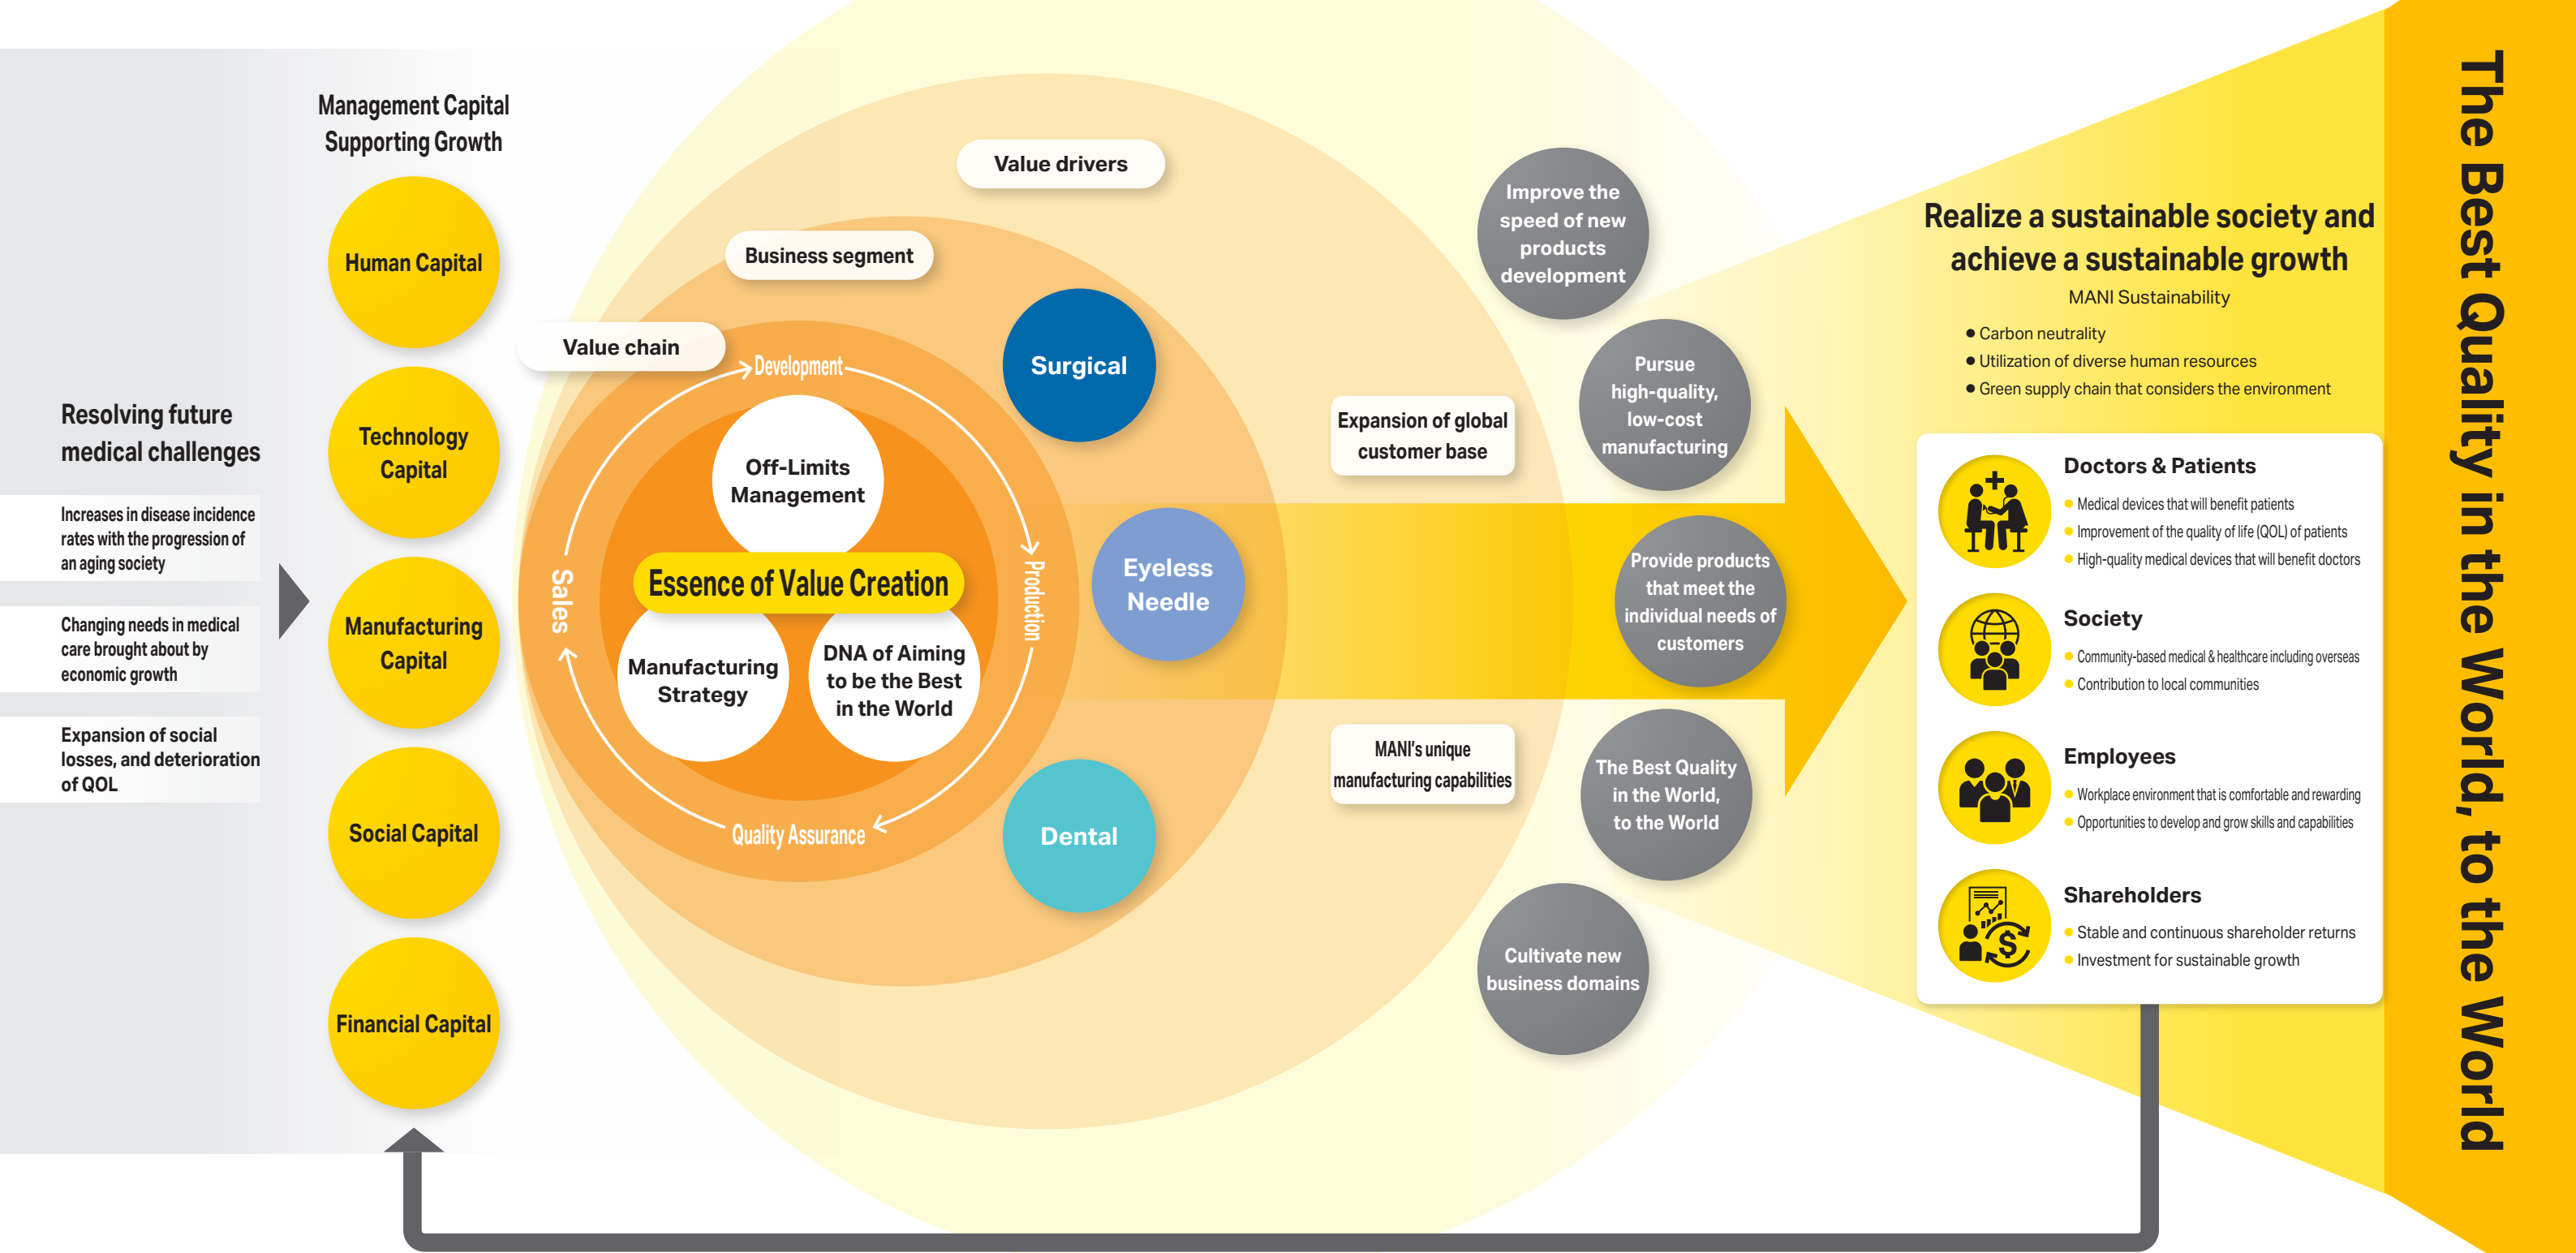 Resolving future
medical challenges
Increases in disease incidence
rates with the progression of
an aging society
Changing needs in medical
care brought about by
economic growth
Expansion of social
losses, and deterioration
of QOL
Management Capital
Supporting Growth
Human Capital
Technology
Capital
Manufacturing
Capital
Social Capital
Financial Capital
Value drivers
Business segment
Value chain
Development
Production
Quality Assurance
Sales
Off-Limits
Management
Essence of Value Creation
Manufacturing
Strategy
DNA of Aiming
to be the Best
in the World
Surgical
Eyeless
Needle
Dental
Expansion of global
customer base
MANI's unique
manufacturing capabilities
Improve the
speed of new
products
development
Pursue
high-quality,
low-cost
manufacturing
Provide products
that meet the
individual needs of
customers
The Best Quality
in the World,
to the World
Cultivate new
business domains
Realize a sustainable society and
achieve a sustainable growth
MANI Sustainability
● Carbon neutrality
● Utilization of diverse human resources
● Green supply chain that considers the environment
Doctors & Patients
● Medical devices that will benefit patients
● Improvement of the quality of life (QOL) of patients
● High-quality medical devices that will benefit doctors
Society
● Community-based medical & healthcare including overseas
● Contribution to local communities
Employees
● Workplace environment that is comfortable and rewarding
● Opportunities to develop and grow skills and capabilities
Shareholders
● Stable and continuous shareholder returns
● Investment for sustainable growth
The Best Quality in the World, to the World